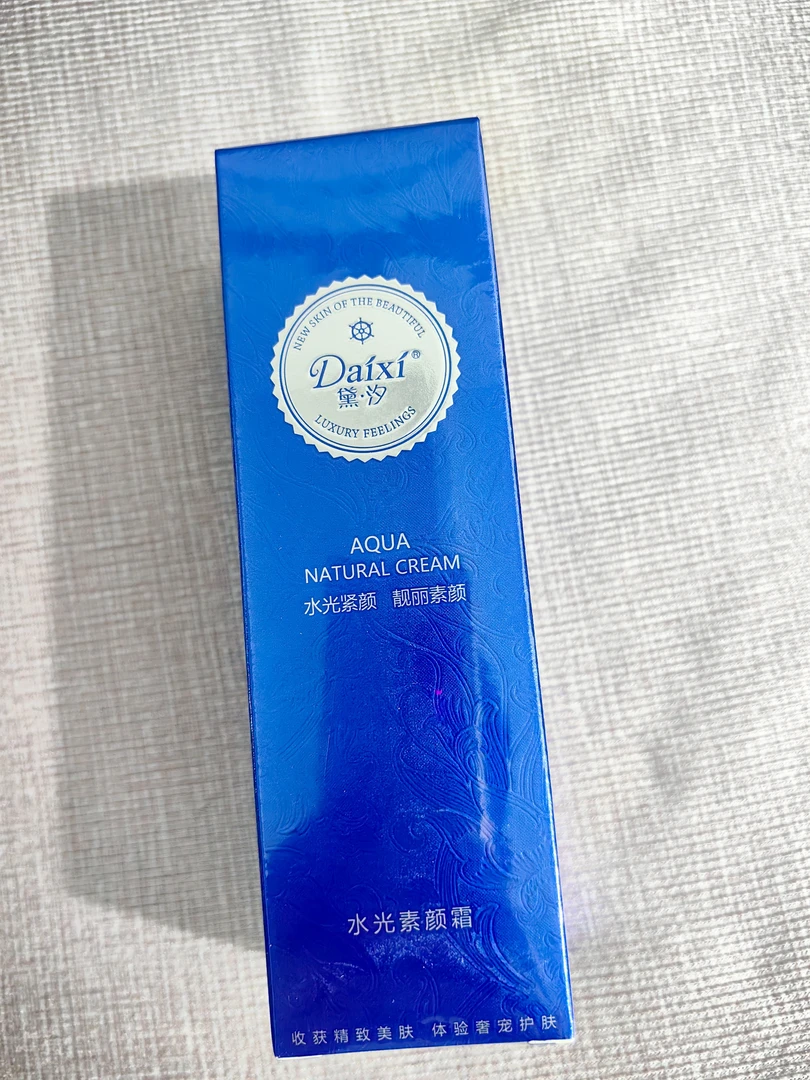 NEW SKIN OF THE BEAUTIFUL
Daixi®
黛·汐
LUXURY FEELINGS
AQUA
NATURAL CREAM
水光紧颜 靓丽素颜
水光素颜霜
收获精致美肤 体验奢宠护肤